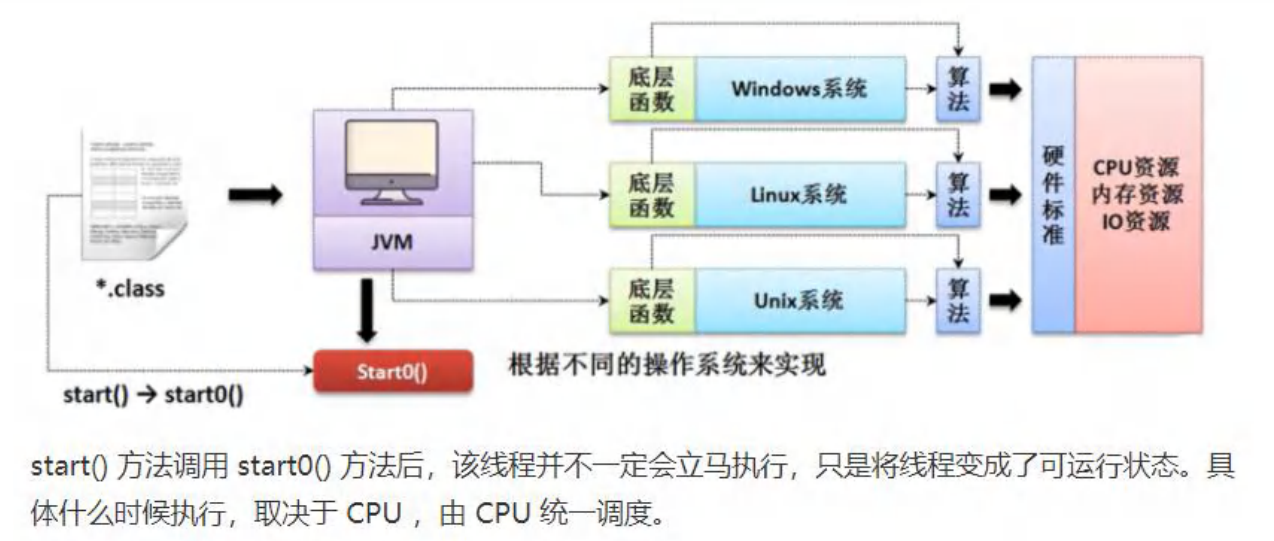 底层
函数
Windows系统
算
法
底层
函数
Linux系统
算
法
底层
函数
Unix系统
算
法
硬
件
标
准
CPU资源
内存资源
IO资源
*.class
JVM
Start0()
start() → start0()
根据不同的操作系统来实现
start() 方法调用 start0() 方法后，该线程并不一定会立马执行，只是将线程变成了可运行状态。具
体什么时候执行，取决于 CPU ，由 CPU 统一调度。